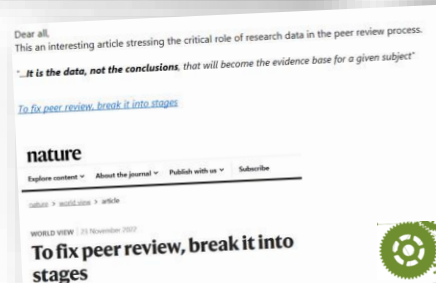 Dear all,
This an interesting article stressing the critical role of research data in the peer review process.
"...It is the data, not the conclusions, that will become the evidence base for a given subject"
To fix peer review, break it into stages
nature
Explore content About the journal Publish with us Subscribe
nature > world view > article
WORLD VIEW | 23 November 2022
To fix peer review, break it into
stages